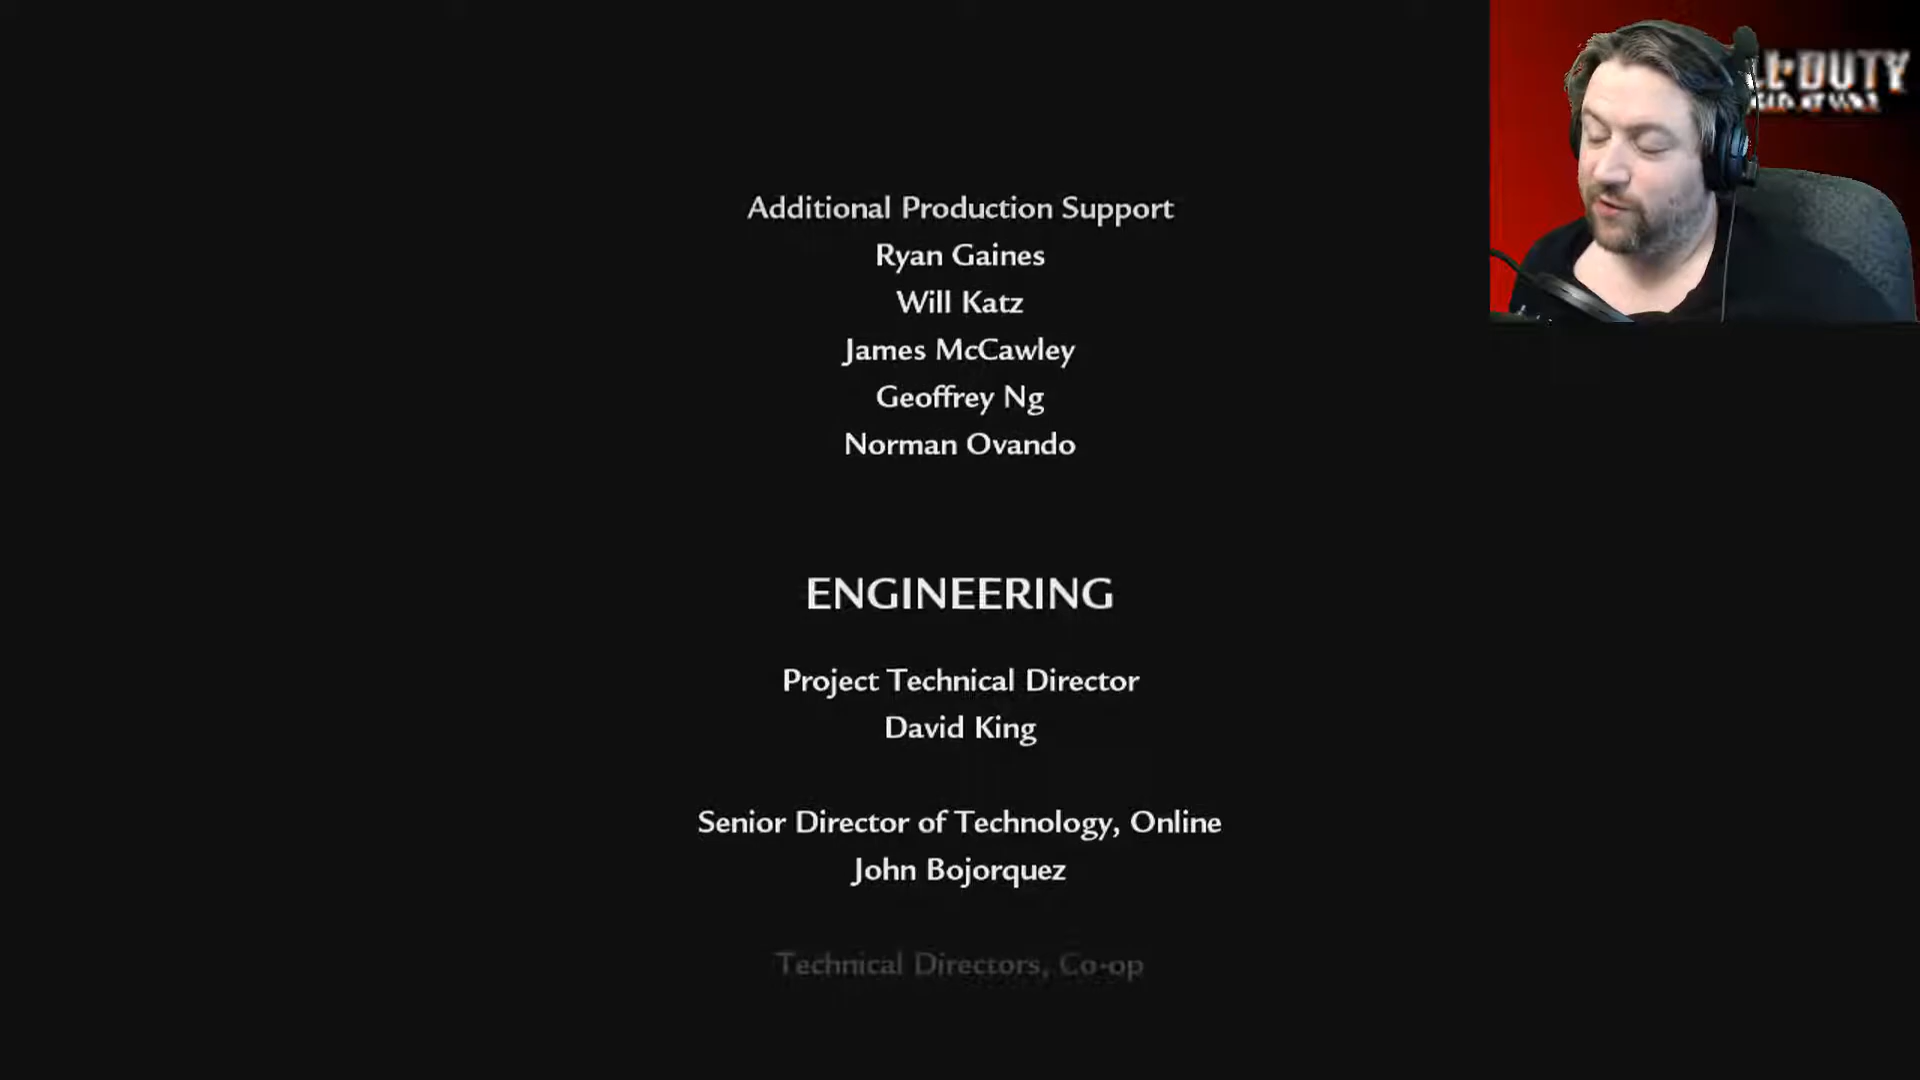 Additional Production Support
Ryan Gaines
Will Katz
James McCawley
Geoffrey Ng
Norman Ovando
ENGINEERING
Project Technical Director
David King
Senior Director of Technology, Online
John Bojorquez
Technical Directors, Co-op
DUTY